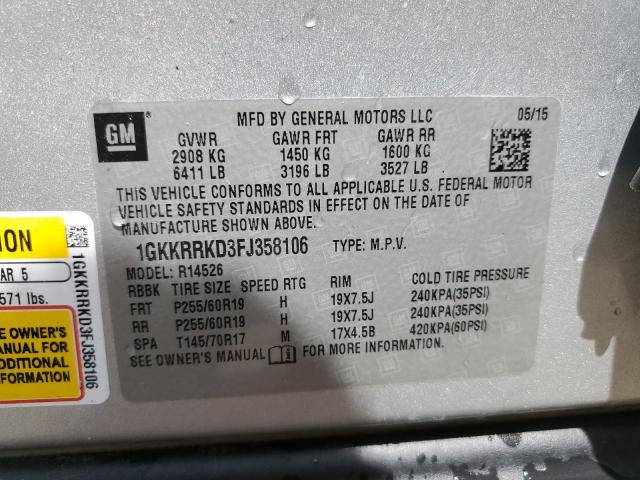 GM
®
MFD BY GENERAL MOTORS LLC 05/15
GVWR GAWR FRT GAWR RR
2908 KG 1450 KG 1600 KG
6411 LB 3196 LB 3527 LB
THIS VEHICLE CONFORMS TO ALL APPLICABLE U.S. FEDERAL MOTOR
VEHICLE SAFETY STANDARDS IN EFFECT ON THE DATE OF
MANUFACTURE SHOWN ABOVE.
1GKKRRKD3FJ358106 TYPE: M.P.V.
MODEL: R14526
RBBK TIRE SIZE SPEED RTG RIM COLD TIRE PRESSURE
FRT P255/60R19 H 19X7.5J 240KPA(35PSI)
RR P255/60R19 H 19X7.5J 240KPA(35PSI)
SPA T145/70R17 M 17X4.5B 420KPA(60PSI)
SEE OWNER'S MANUAL i FOR MORE INFORMATION.
ION
AR 5
571 lbs.
E OWNER'S
ANUAL FOR
DDITIONAL
FORMATION
1GKKRRKD3FJ358106